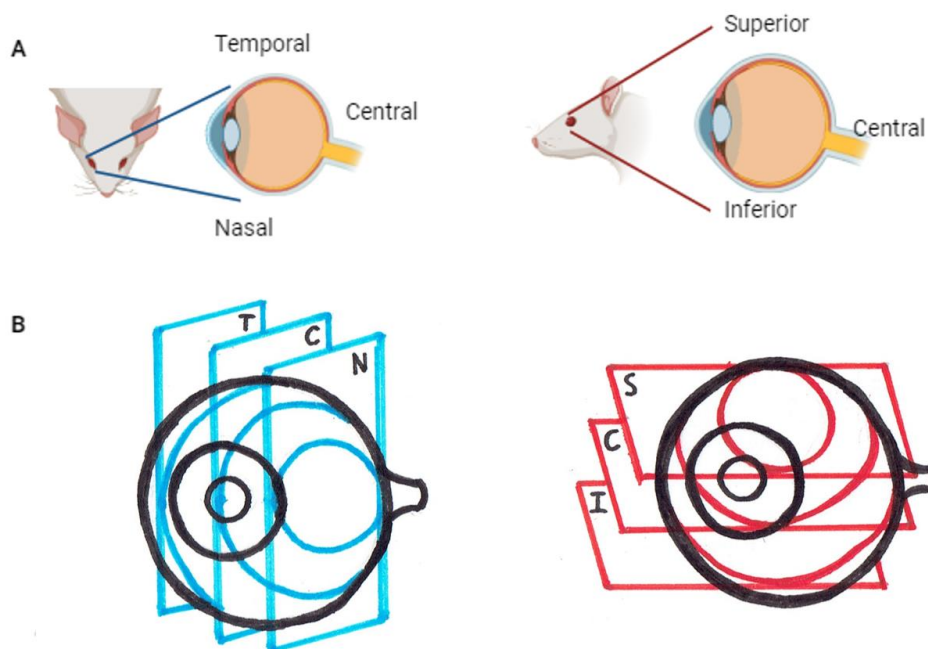 A
Temporal
Central
Nasal
Superior
Central
Inferior
B
T
C
N
S
C
I